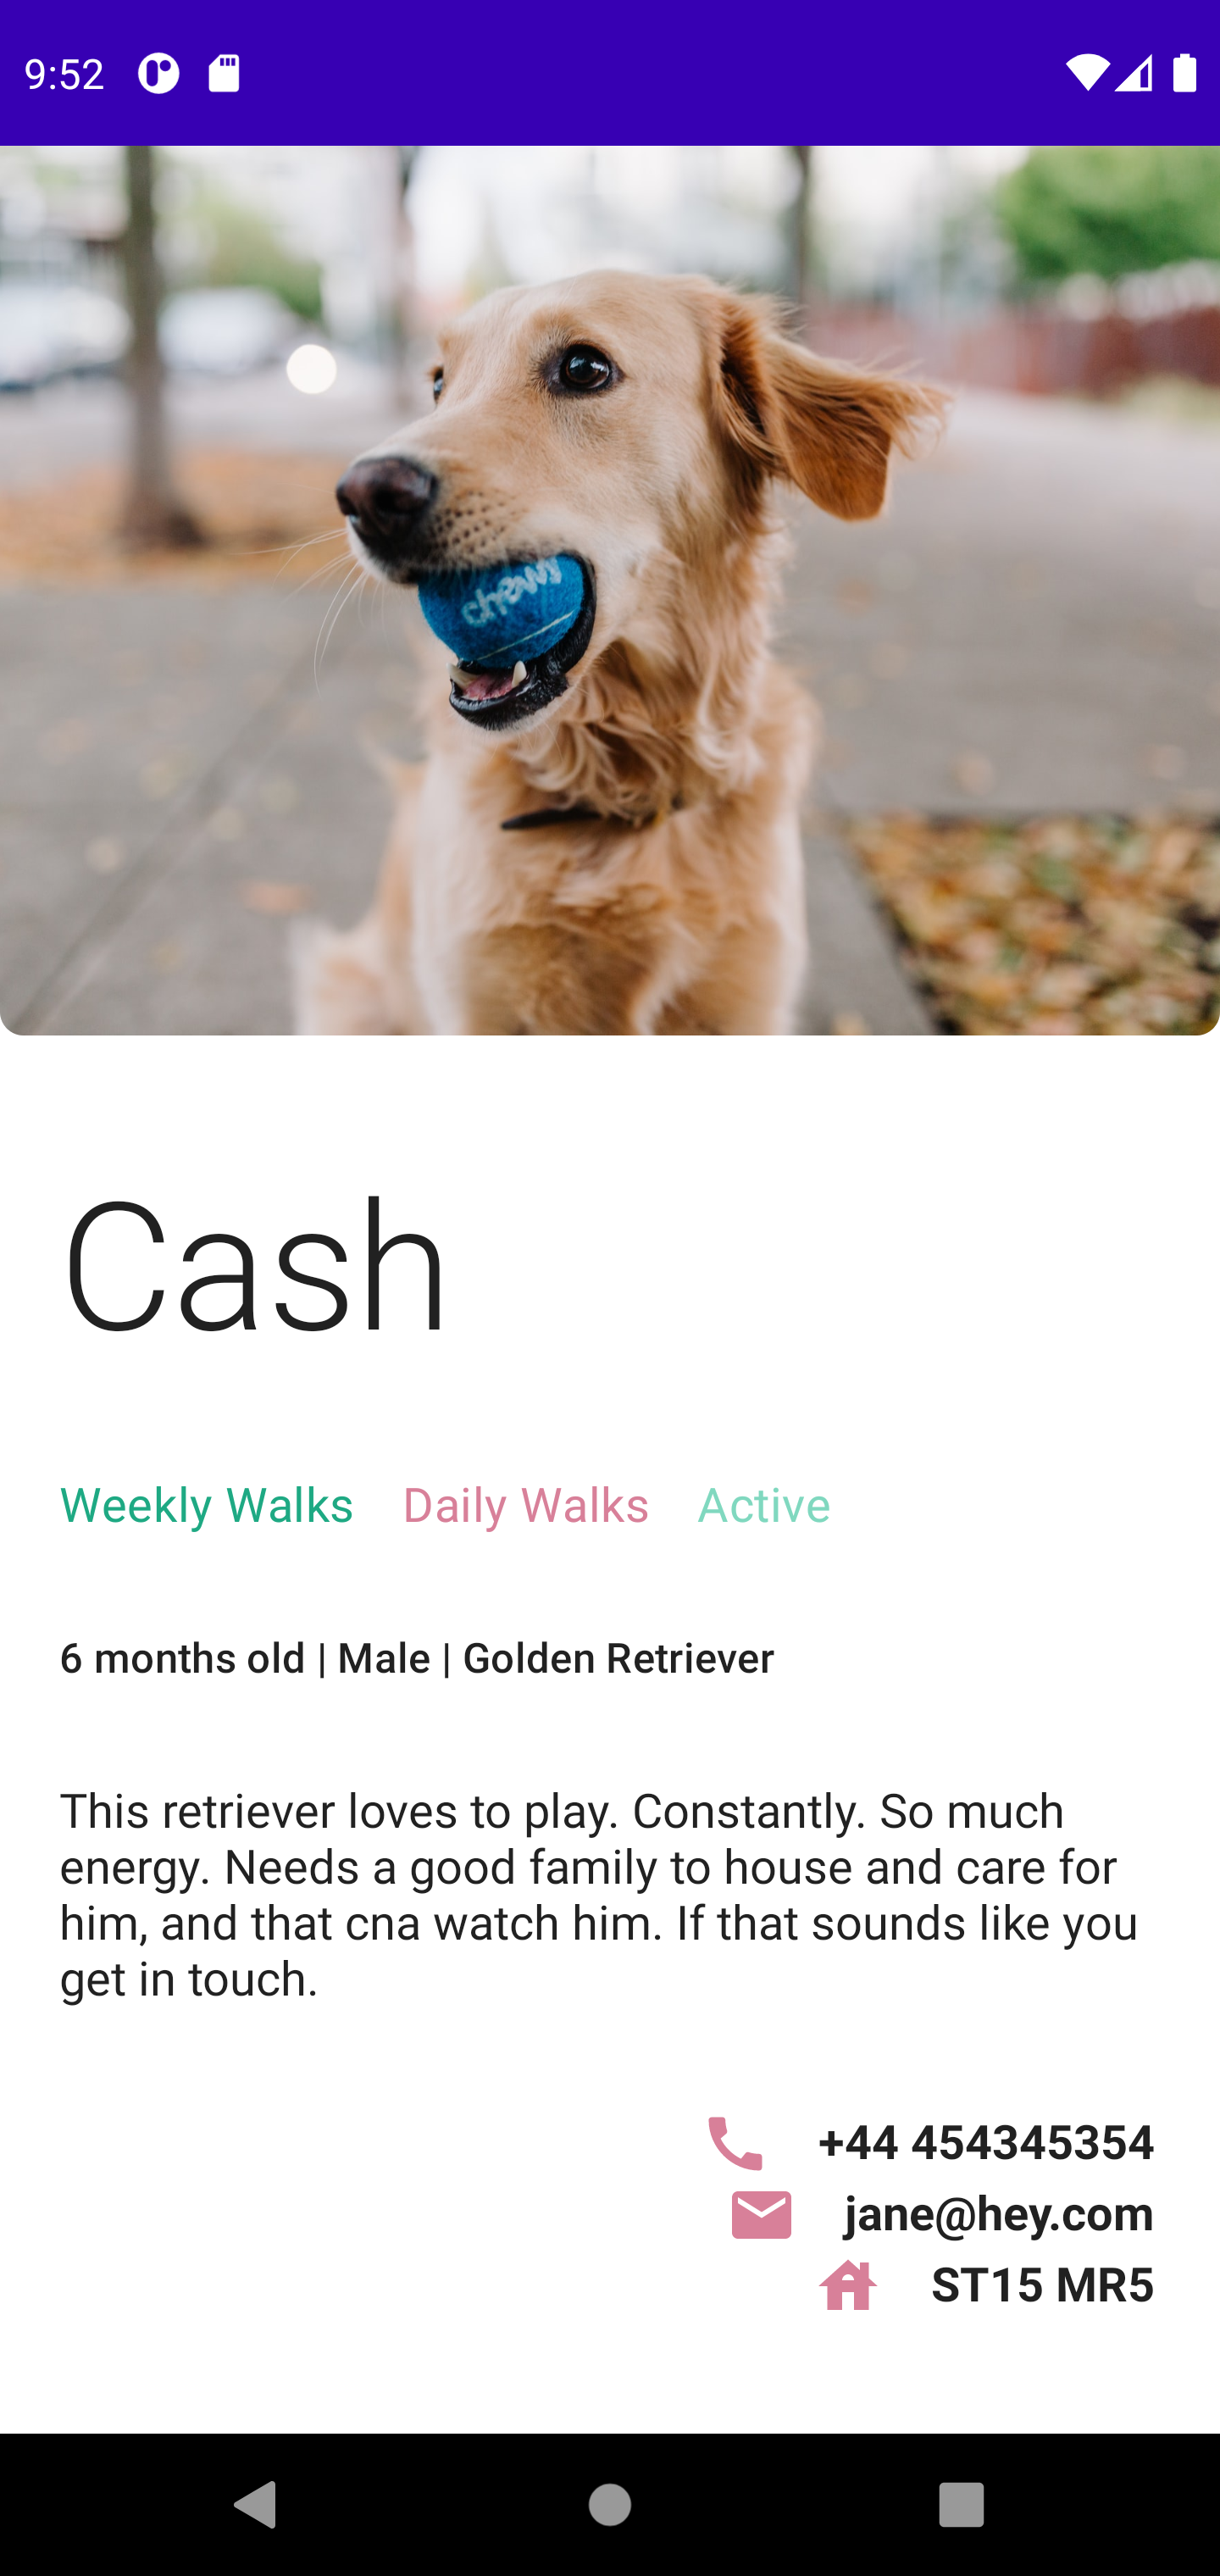 9:52
chewy
Cash
Weekly Walks Daily Walks Active
6 months old | Male | Golden Retriever
This retriever loves to play. Constantly. So much
energy. Needs a good family to house and care for
him, and that cna watch him. If that sounds like you
get in touch.
+44 454345354
jane@hey.com
ST15 MR5